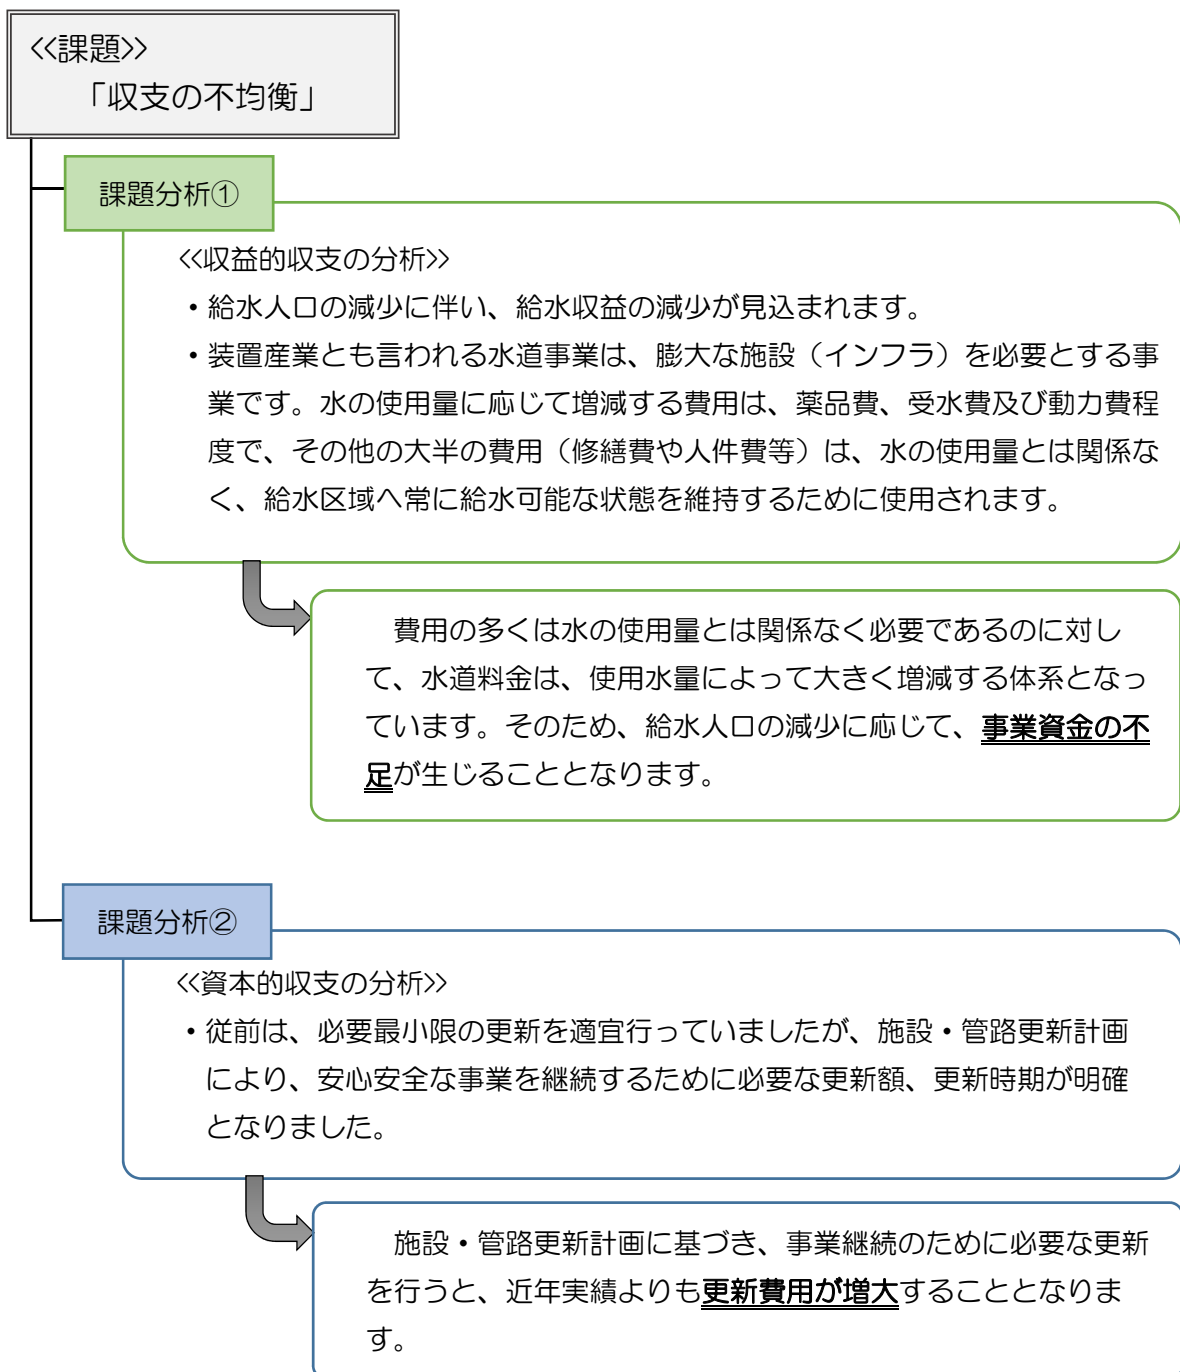 ≪課題≫
「収支の不均衡」
課題分析①
≪収益的収支の分析≫
・給水人口の減少に伴い、給水収益の減少が見込まれます。
・装置産業とも言われる水道事業は、膨大な施設（インフラ）を必要とする事
業です。水の使用量に応じて増減する費用は、薬品費、受水費及び動力費程
度で、その他の大半の費用（修繕費や人件費等）は、水の使用量とは関係な
く、給水区域へ常に給水可能な状態を維持するために使用されます。
費用の多くは水の使用量とは関係なく必要であるのに対し
て、水道料金は、使用水量によって大きく増減する体系となっ
ています。そのため、給水人口の減少に応じて、事業資金の不
足が生じることとなります。
課題分析②
≪資本的収支の分析≫
・従前は、必要最小限の更新を適宜行っていましたが、施設・管路更新計画
により、安心安全な事業を継続するために必要な更新額、更新時期が明確
となりました。
施設・管路更新計画に基づき、事業継続のために必要な更新
を行うと、近年実績よりも更新費用が増大することとなりま
す。